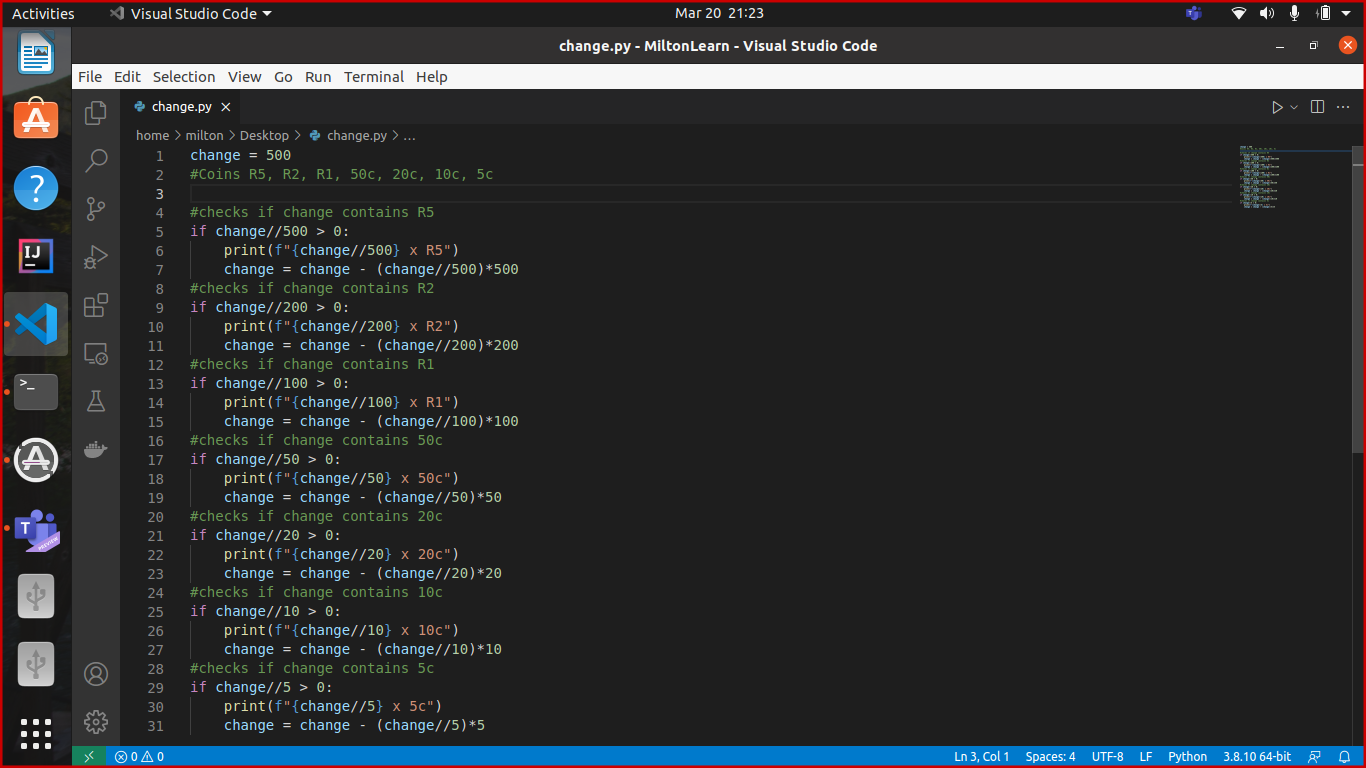 Activities Visual Studio Code Mar 20 21:23
change.py - MiltonLearn - Visual Studio Code
File Edit Selection View Go Run Terminal Help
change.py
home > milton > Desktop > change.py > ...
1 change = 500
2 #Coins R5, R2, R1, 50c, 20c, 10c, 5c
3
4 #checks if change contains R5
5 if change//500 > 0:
6     print(f"{change//500} x R5")
7     change = change - (change//500)*500
8 #checks if change contains R2
9 if change//200 > 0:
10     print(f"{change//200} x R2")
11     change = change - (change//200)*200
12 #checks if change contains R1
13 if change//100 > 0:
14     print(f"{change//100} x R1")
15     change = change - (change//100)*100
16 #checks if change contains 50c
17 if change//50 > 0:
18     print(f"{change//50} x 50c")
19     change = change - (change//50)*50
20 #checks if change contains 20c
21 if change//20 > 0:
22     print(f"{change//20} x 20c")
23     change = change - (change//20)*20
24 #checks if change contains 10c
25 if change//10 > 0:
26     print(f"{change//10} x 10c")
27     change = change - (change//10)*10
28 #checks if change contains 5c
29 if change//5 > 0:
30     print(f"{change//5} x 5c")
31     change = change - (change//5)*5
0 0 Ln 3, Col 1 Spaces: 4 UTF-8 LF Python 3.8.10 64-bit